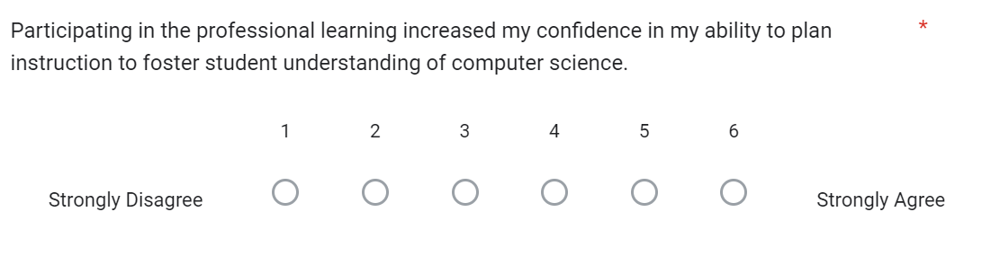 Participating in the professional learning increased my confidence in my ability to plan *
instruction to foster student understanding of computer science.
1 2 3 4 5 6
Strongly Disagree Strongly Agree